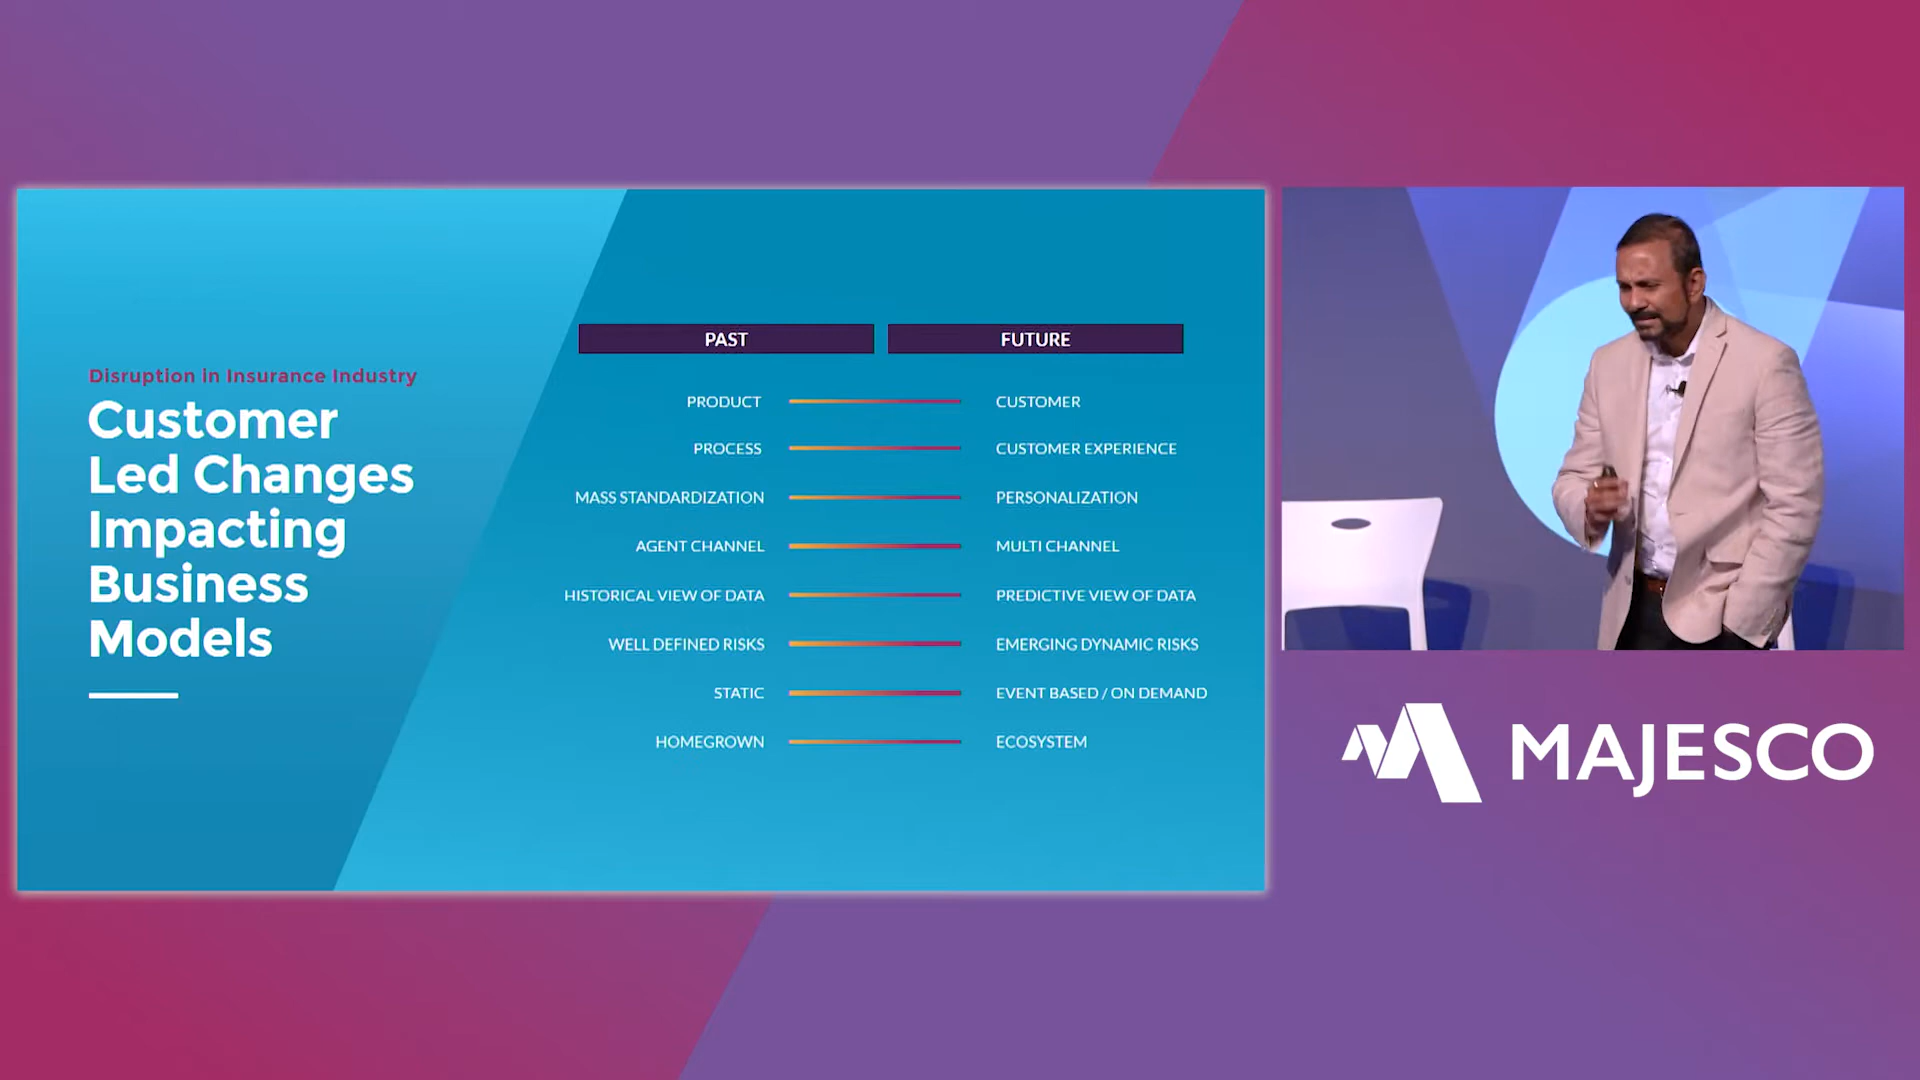 Disruption in Insurance Industry
Customer
Led Changes
Impacting
Business
Models
PAST FUTURE
PRODUCT CUSTOMER
PROCESS CUSTOMER EXPERIENCE
MASS STANDARDIZATION PERSONALIZATION
AGENT CHANNEL MULTI CHANNEL
HISTORICAL VIEW OF DATA PREDICTIVE VIEW OF DATA
WELL DEFINED RISKS EMERGING DYNAMIC RISKS
STATIC EVENT BASED / ON DEMAND
HOMEGROWN ECOSYSTEM
MAJESCO